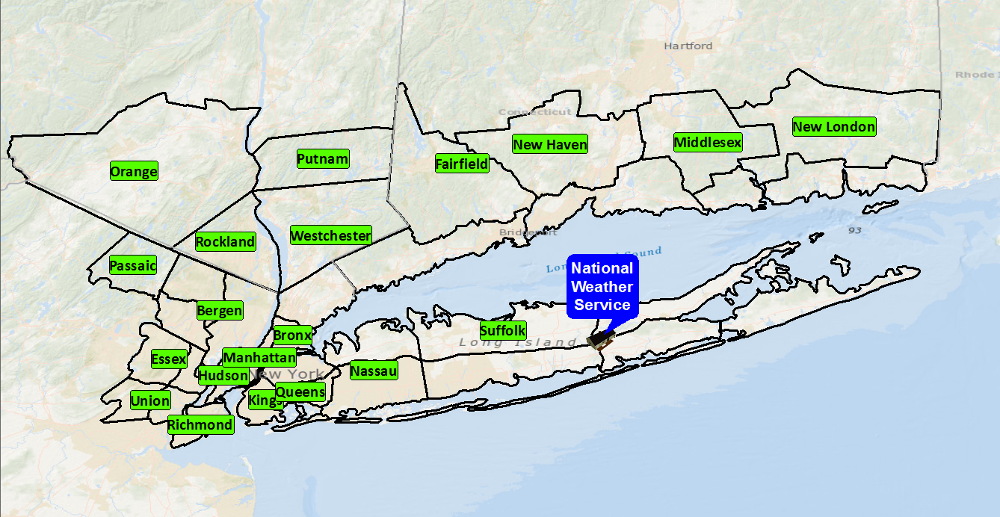 Hartford
Rhode I
Connecticut
New London
Middlesex
New Haven
Putnam
Fairfield
Orange
Westchester
Rockland
Bridgeport
93
Passaic
Sound
National
Weather
Service
Bergen
Suffolk
Bronx
Long Island
Essex
Manhattan
Nassau
Hudson
New York
Queens
Kings
Union
Richmond